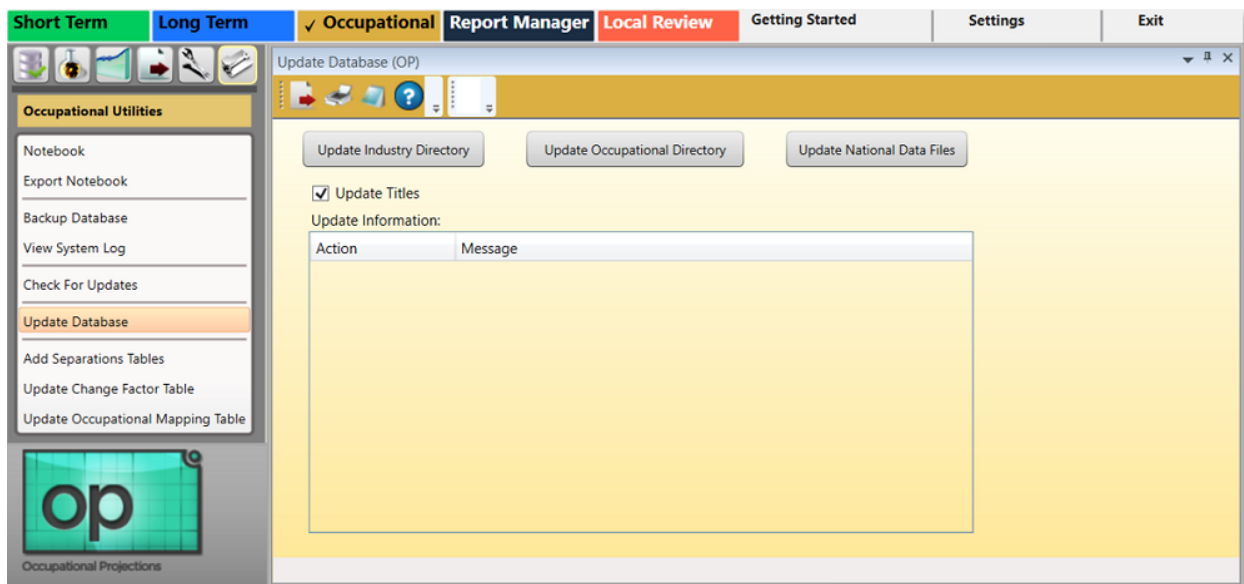 Short Term
Long Term
✓ Occupational
Report Manager
Local Review
Getting Started
Settings
Exit
Update Database (OP)
?
Occupational Utilities
Notebook
Export Notebook
Backup Database
View System Log
Check For Updates
Update Database
Add Separations Tables
Update Change Factor Table
Update Occupational Mapping Table
op
Occupational Projections
Update Industry Directory
Update Occupational Directory
Update National Data Files
Update Titles
Update Information:
Action
Message